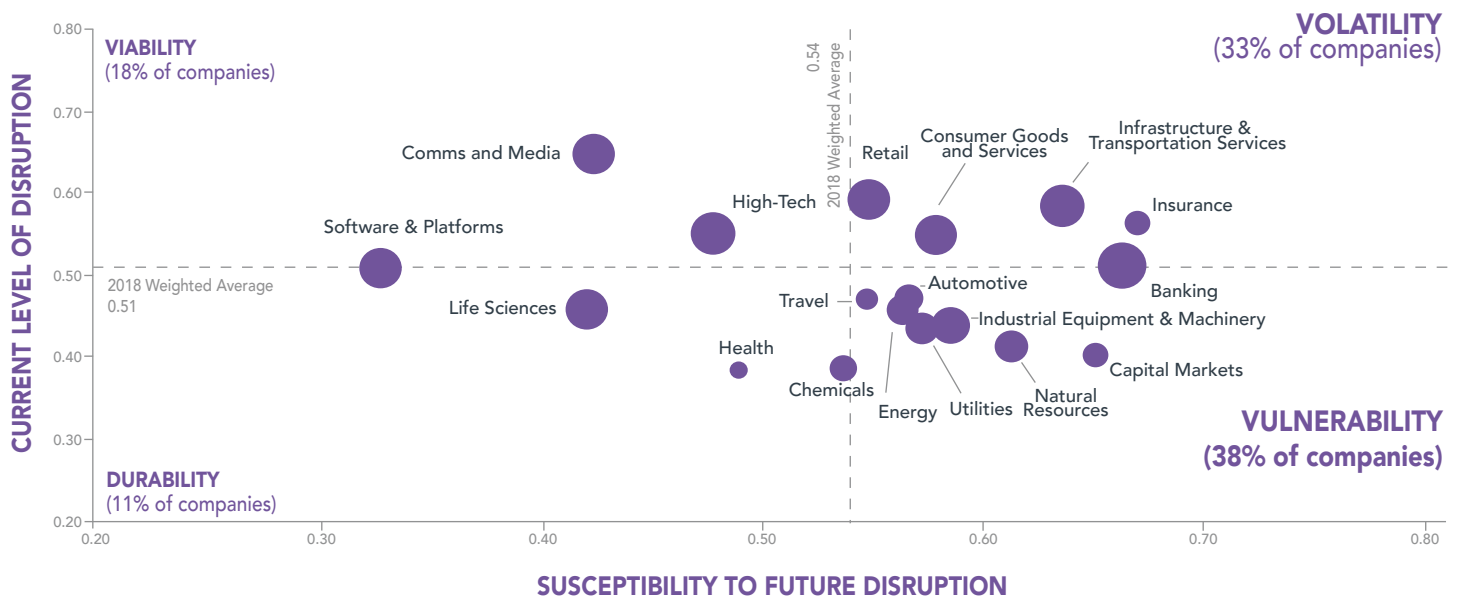 VOLATILITY
(33% of companies)
VIABILITY
(18% of companies)
0.80
0.70
0.60
0.50
0.40
0.30
0.20
CURRENT LEVEL OF DISRUPTION
2018 Weighted Average
0.54
Comms and Media
Retail
Consumer Goods
and Services
Infrastructure &
Transportation Services
High-Tech
Insurance
Software & Platforms
2018 Weighted Average
0.51
Life Sciences
Travel
Automotive
Banking
Industrial Equipment & Machinery
Health
Chemicals
Energy
Utilities
Natural
Resources
Capital Markets
VULNERABILITY
(38% of companies)
DURABILITY
(11% of companies)
0.20
0.30
0.40
0.50
0.60
0.70
0.80
SUSCEPTIBILITY TO FUTURE DISRUPTION